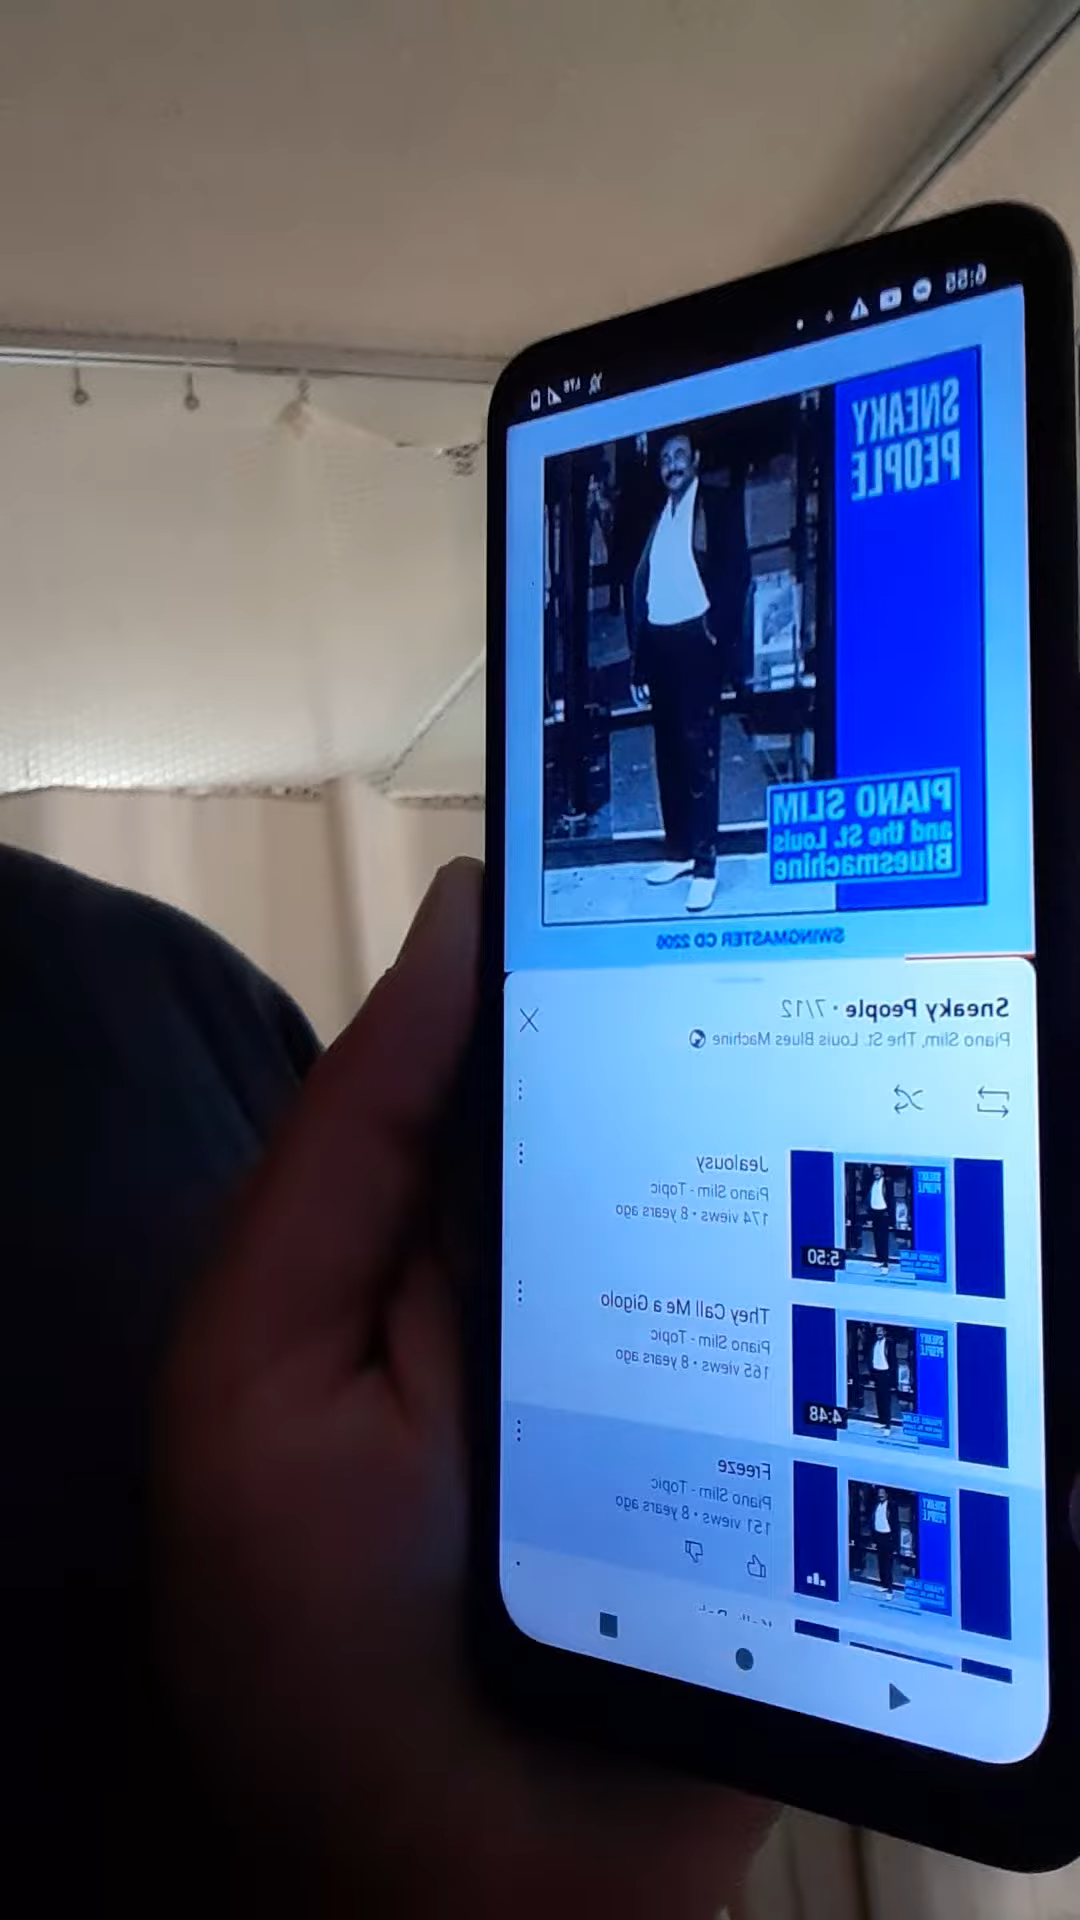 6:55
LTE
SNEAKY
PEOPLE
PIANO SLIM
and the St. Louis
Bluesmachine
SWINGMASTER CD 2206
Sneaky People • 7/12
Piano Slim, The St. Louis Blues Machine
Jealousy
Piano Slim - Topic
174 views • 8 years ago
5:50
They Call Me a Gigolo
Piano Slim - Topic
165 views • 8 years ago
4:48
Freeze
Piano Slim - Topic
151 views • 8 years ago